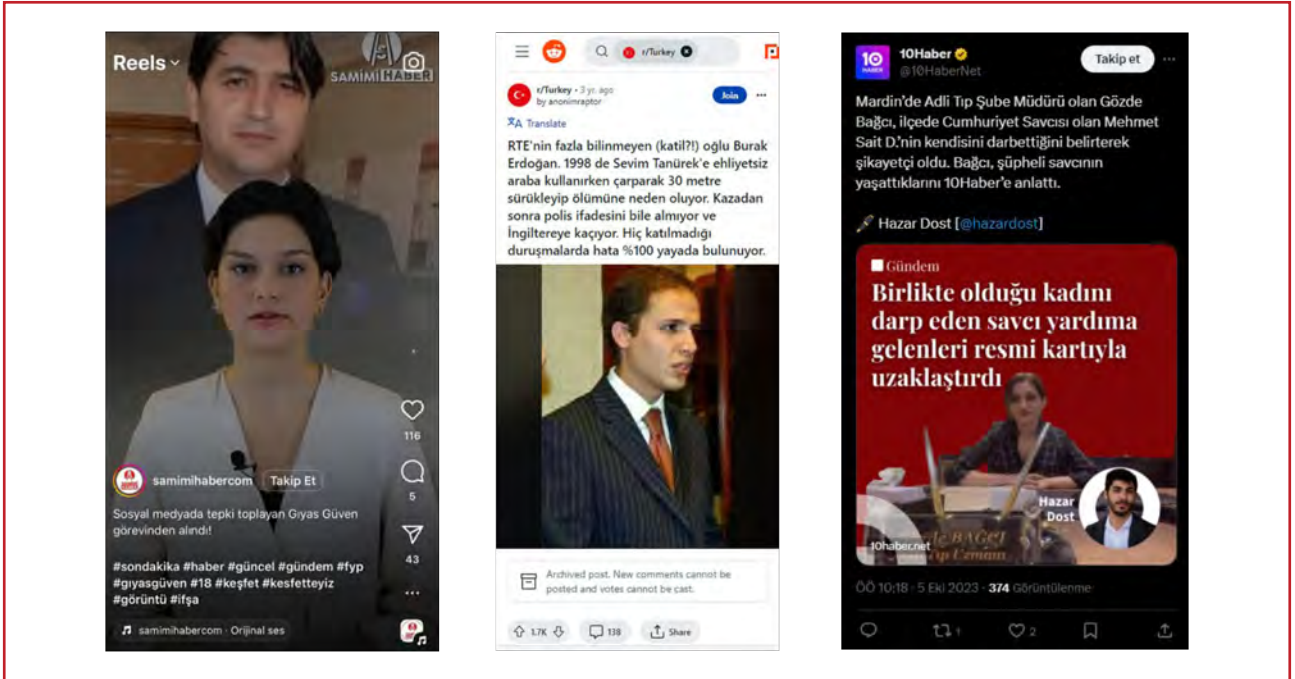 Reels
SAMİMİ HABER
116
5
samimihabercom Takip Et
Sosyal medyada tepki toplayan Gıyas Güven
görevinden alındı!
43
#sondakika #haber #güncel #gündem #fyp
#gıyasgüven #18 #keşfet #kesfetteyiz
#görüntü #ifşa
samimihabercom · Orijinal ses
r/Turkey
r/Turkey · 3 yr. ago
by anonimraptor
Join
Translate
RTE'nin fazla bilinmeyen (katil?!) oğlu Burak
Erdoğan. 1998 de Sevim Tanürek'e ehliyetsiz
araba kullanırken çarparak 30 metre
sürükleyip ölümüne neden oluyor. Kazadan
sonra polis ifadesini bile almıyor ve
İngiltereye kaçıyor. Hiç katılmadığı
duruşmalarda hata %100 yayada bulunuyor.
Archived post. New comments cannot be
posted and votes cannot be cast.
1.7K 138 Share
10
HABER
10Haber
@10HaberNet
Takip et
Mardin'de Adli Tıp Şube Müdürü olan Gözde
Bağcı, ilçede Cumhuriyet Savcısı olan Mehmet
Sait D.'nin kendisini darbettiğini belirterek
şikayetçi oldu. Bağcı, şüpheli savcının
yaşattıklarını 10Haber'e anlattı.
Hazar Dost [@hazardost]
Gündem
Birlikte olduğu kadını
darp eden savcı yardıma
gelenleri resmi kartıyla
uzaklaştırdı
Hazar
Dost
10haber.net
BAĞCI
Uzmanı
ÖÖ 10:18 · 5 Eki 2023 · 374 Görüntülenme
1 2